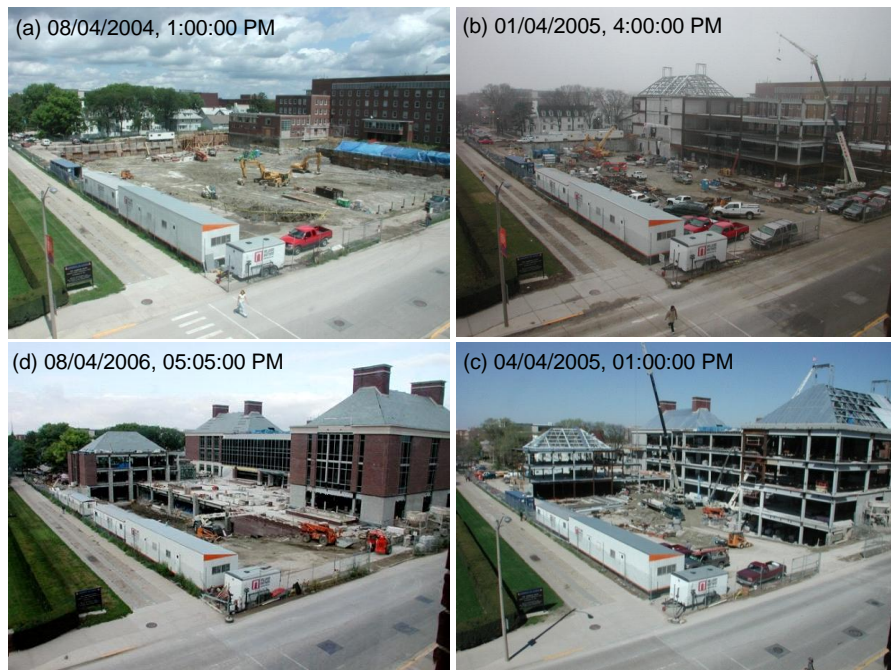 (a) 08/04/2004, 1:00:00 PM
(b) 01/04/2005, 4:00:00 PM
(d) 08/04/2006, 05:05:00 PM
(c) 04/04/2005, 01:00:00 PM